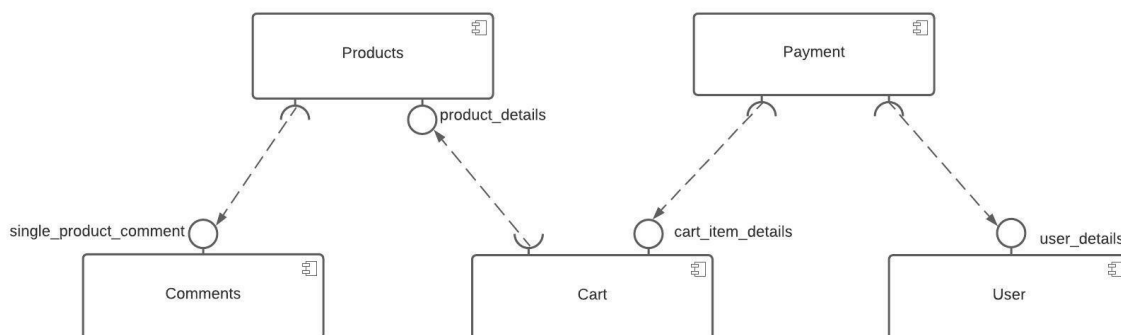 Products
Payment
product_details
single_product_comment
cart_item_details
user_details
Comments
Cart
User